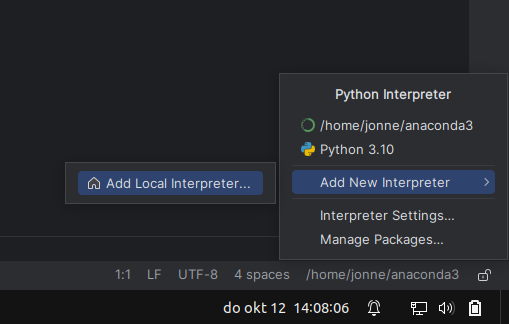 Python Interpreter
/home/jonne/anaconda3
Python 3.10
Add New Interpreter
Add Local Interpreter...
Interpreter Settings...
Manage Packages...
1:1 LF UTF-8 4 spaces /home/jonne/anaconda3
do okt 12 14:08:06